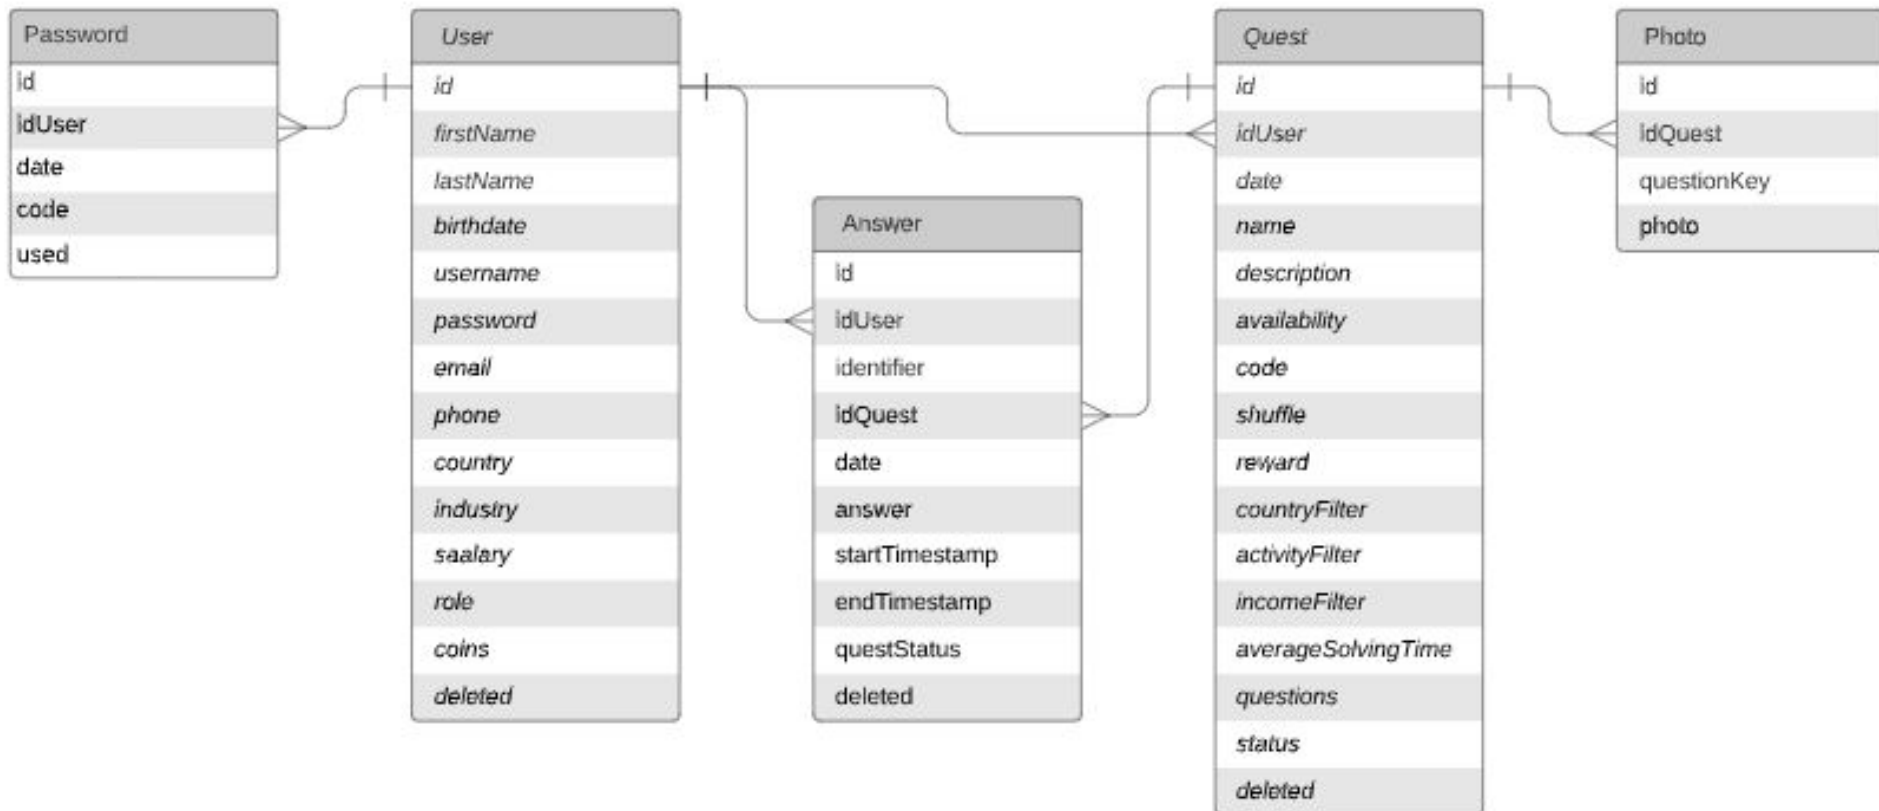 Password
id
idUser
date
code
used
User
id
firstName
lastName
birthdate
username
password
email
phone
country
industry
saalary
role
coins
deleted
Answer
id
idUser
identifier
idQuest
date
answer
startTimestamp
endTimestamp
questStatus
deleted
Quest
id
idUser
date
name
description
availability
code
shuffle
reward
countryFilter
activityFilter
incomeFilter
averageSolvingTime
questions
status
deleted
Photo
id
idQuest
questionKey
photo